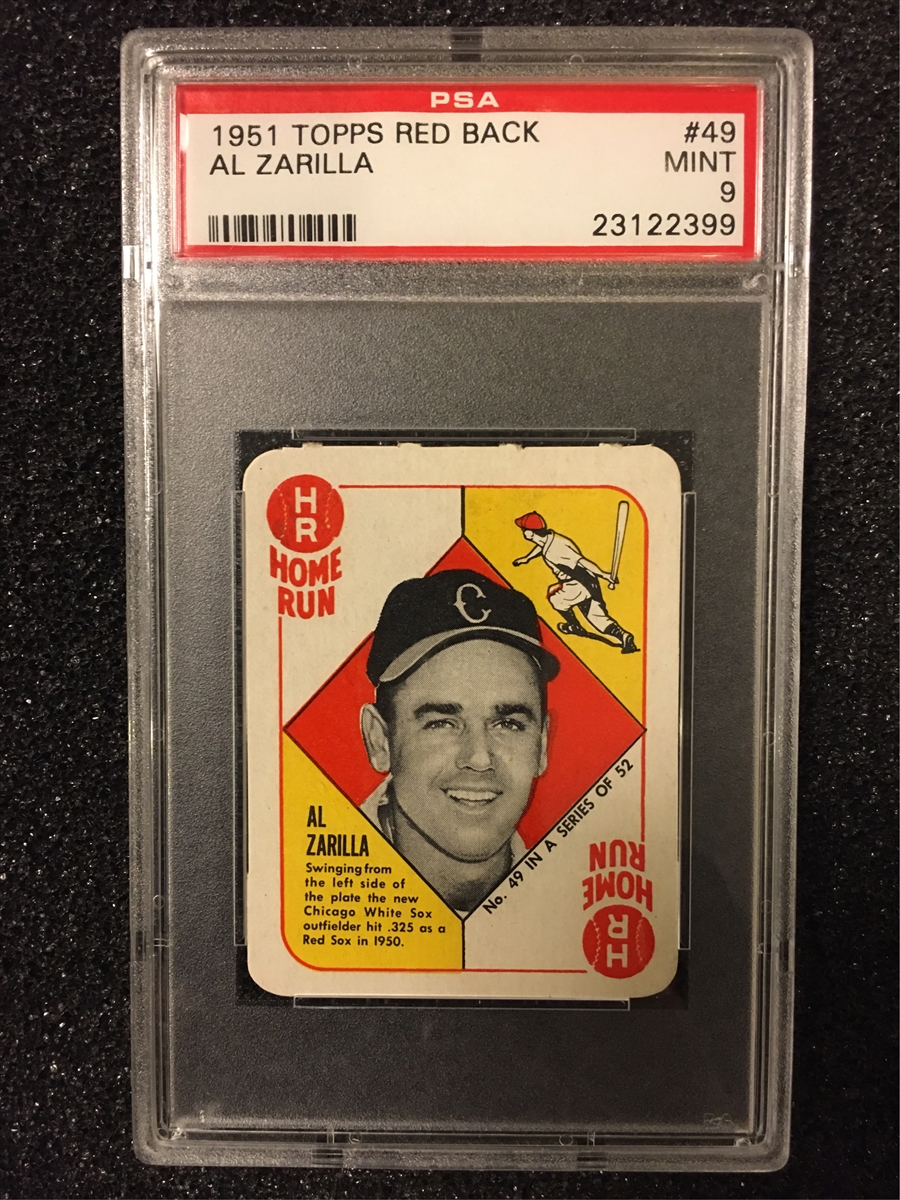 PSA
1951 TOPPS RED BACK #49
AL ZARILLA MINT
9
23122399
H
R
HOME
RUN
C
AL
ZARILLA
Swinging from
the left side of
the plate the new
Chicago White Sox
outfielder hit .325 as a
Red Sox in 1950.
No. 49 IN A SERIES OF 52
HOME
RUN
H
R